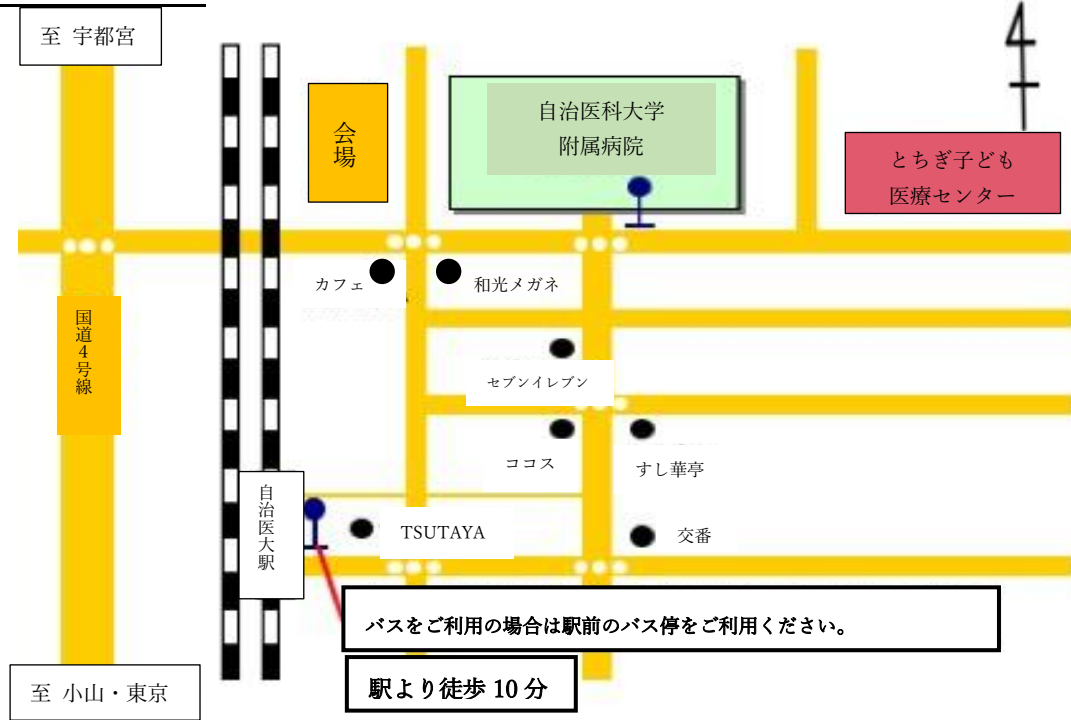 至 宇都宮
会場
自治医科大学
附属病院
とちぎ子ども
医療センター
カフェ
和光メガネ
国道4号線
セブンイレブン
ココス
すし華亭
自治医大駅
TSUTAYA
交番
バスをご利用の場合は駅前のバス停をご利用ください。
至 小山・東京
駅より徒歩 10 分